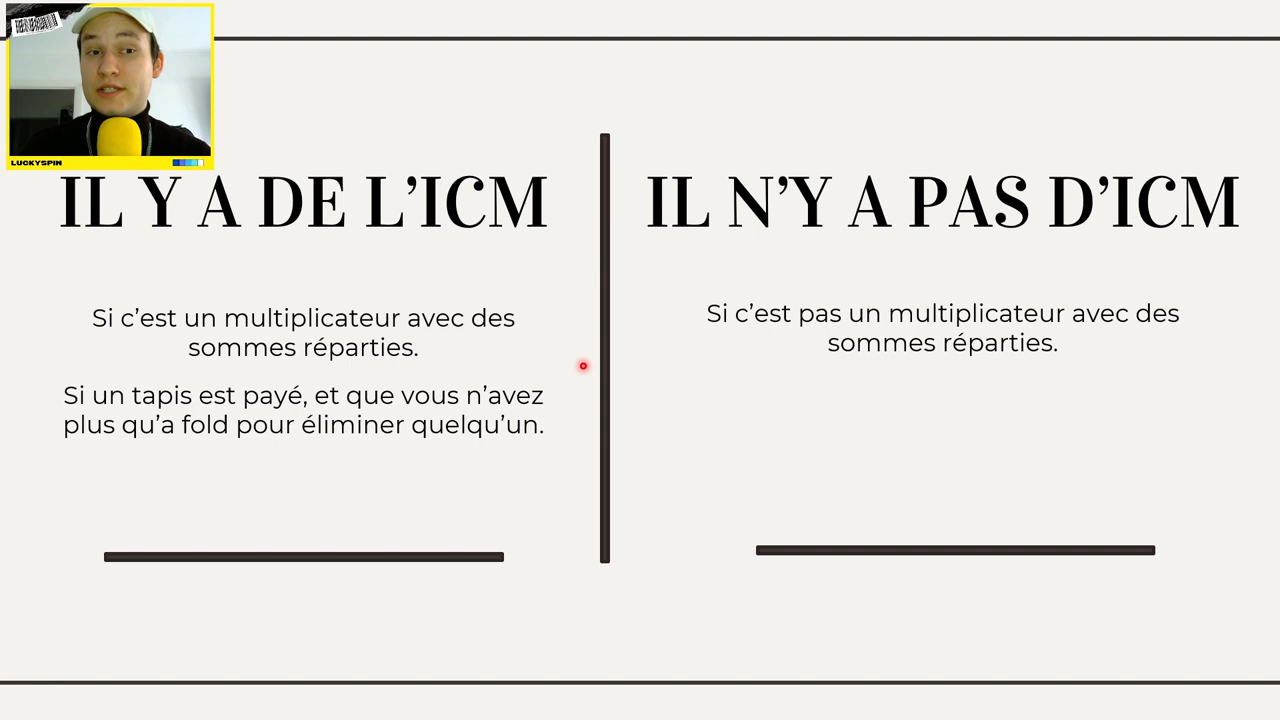 LUCKYSPIN
IL Y A DE L’ICM
Si c’est un multiplicateur avec des
sommes réparties.
Si un tapis est payé, et que vous n’avez
plus qu’a fold pour éliminer quelqu’un.
IL N’Y A PAS D’ICM
Si c’est pas un multiplicateur avec des
sommes réparties.